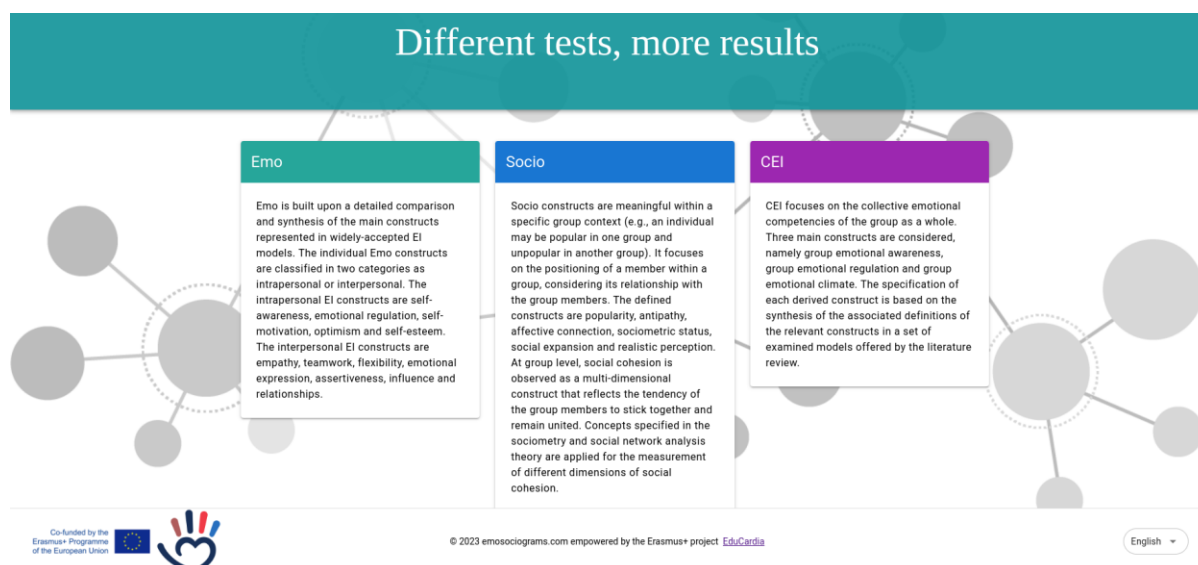 Different tests, more results
Emo
Emo is built upon a detailed comparison
and synthesis of the main constructs
represented in widely-accepted EI
models. The individual Emo constructs
are classified in two categories as
intrapersonal or interpersonal. The
intrapersonal EI constructs are self-
awareness, emotional regulation, self-
motivation, optimism and self-esteem.
The interpersonal EI constructs are
empathy, teamwork, flexibility, emotional
expression, assertiveness, influence and
relationships.
Socio
Socio constructs are meaningful within a
specific group context (e.g., an individual
may be popular in one group and
unpopular in another group). It focuses
on the positioning of a member within a
group, considering its relationship with
the group members. The defined
constructs are popularity, antipathy,
affective connection, sociometric status,
social expansion and realistic perception.
At group level, social cohesion is
observed as a multi-dimensional
construct that reflects the tendency of
the group members to stick together and
remain united. Concepts specified in the
sociometry and social network analysis
theory are applied for the measurement
of different dimensions of social
cohesion.
CEI
CEI focuses on the collective emotional
competencies of the group as a whole.
Three main constructs are considered,
namely group emotional awareness,
group emotional regulation and group
emotional climate. The specification of
each derived construct is based on the
synthesis of the associated definitions of
the relevant constructs in a set of
examined models offered by the literature
review.
Co-funded by the
Erasmus+ Programme
of the European Union
© 2023 emosociograms.com empowered by the Erasmus+ project EduCardia
English